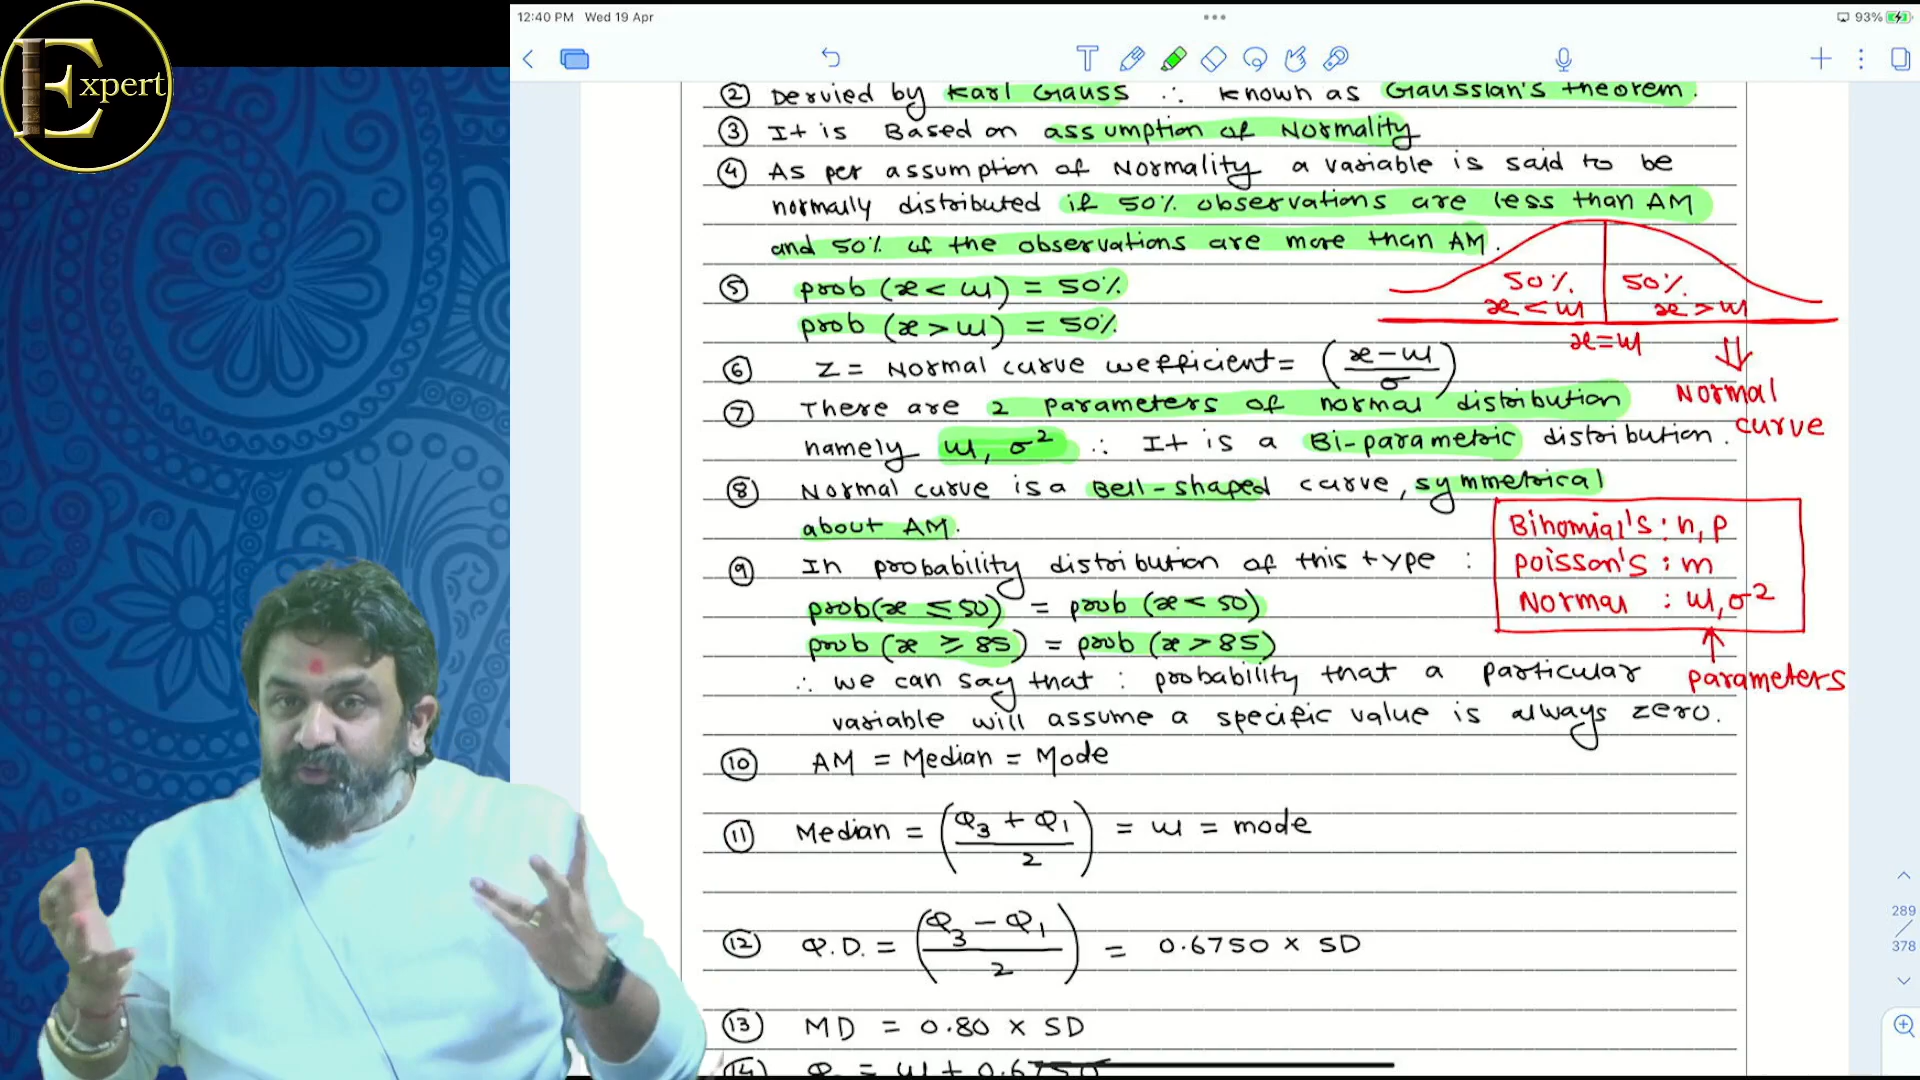 Expert
12:40 PM Wed 19 Apr
93%
② Dervied by Karl Gauss ∴ known as Gaussian's theorem.
③ It is Based on assumption of Normality
④ As per assumption of Normality a variable is said to be
normally distributed if 50% observations are less than AM
and 50% of the observations are more than AM.
50% 50%
x < μ x > μ
x = μ
⇓
Normal
curve
⑤ prob (x < μ) = 50%
prob (x > μ) = 50%
⑥ Z = Normal curve coefficient = (x - μ / σ)
⑦ There are 2 parameters of normal distribution
namely μ, σ² ∴ It is a Bi-parametric distribution.
⑧ Normal curve is a Bell-shaped curve, symmetrical
about AM.
Binomial's : n, p
Poisson's : m
Normal : μ, σ²
↑
parameters
⑨ In probability distribution of this type :
prob(x ≤ 50) = prob (x < 50)
prob (x ≥ 85) = prob (x > 85)
∴ we can say that : probability that a particular
variable will assume a specific value is always zero.
⑩ AM = Median = Mode
⑪ Median = (Q₃ + Q₁ / 2) = μ = mode
⑫ Q.D. = (Q₃ - Q₁ / 2) = 0.6750 × SD
⑬ MD = 0.80 × SD
⑭ = μ + 0.675σ
289
/
378